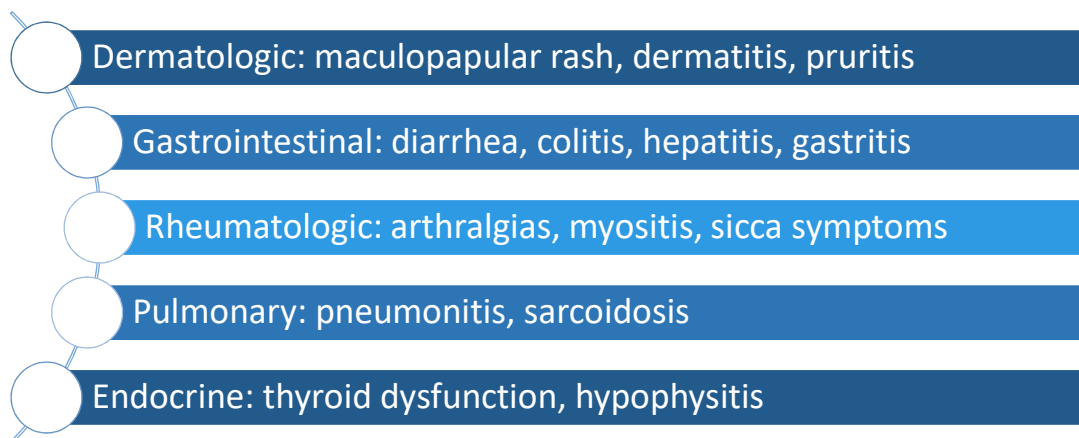 Dermatologic: maculopapular rash, dermatitis, pruritis
Gastrointestinal: diarrhea, colitis, hepatitis, gastritis
Rheumatologic: arthralgias, myositis, sicca symptoms
Pulmonary: pneumonitis, sarcoidosis
Endocrine: thyroid dysfunction, hypophysitis